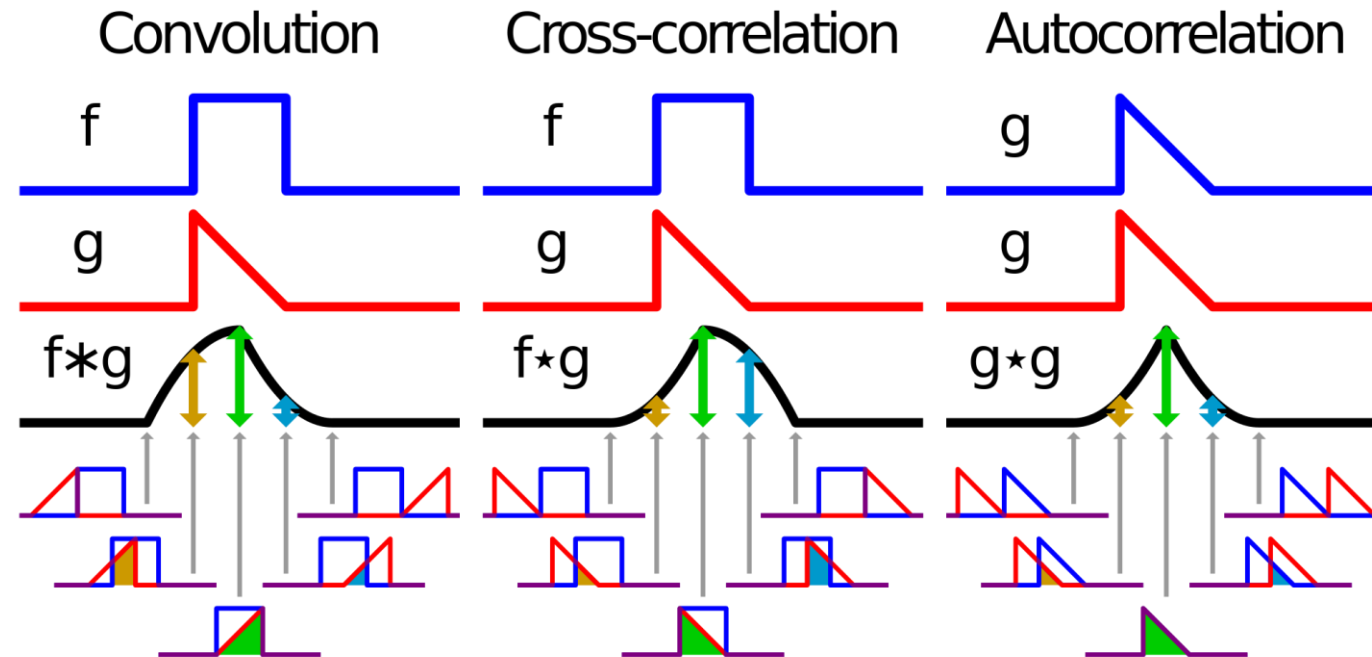 Convolution
f
g
f∗g
Cross-correlation
f
g
f⋆g
Autocorrelation
g
g
g⋆g